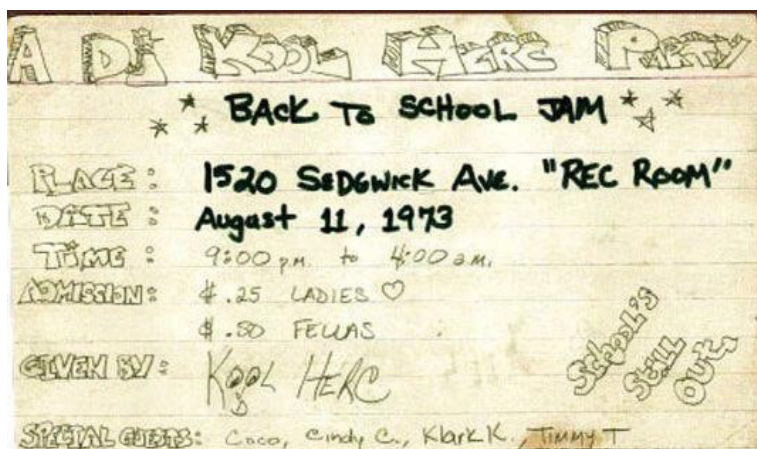 A DJ KOOL HERC PARTY
BACK TO SCHOOL JAM
PLACE: 1520 SEDGWICK AVE. "REC ROOM"
DATE: August 11, 1973
TIME: 9:00 p.m. to 4:00 a.m.
ADMISSION: $.25 LADIES ♡
$.50 FELLAS
GIVEN BY: KOOL HERC
SCHOOL'S
STILL
OUT,
SPECIAL GUESTS: Coco, Cindy C., Klark K., TIMMY T